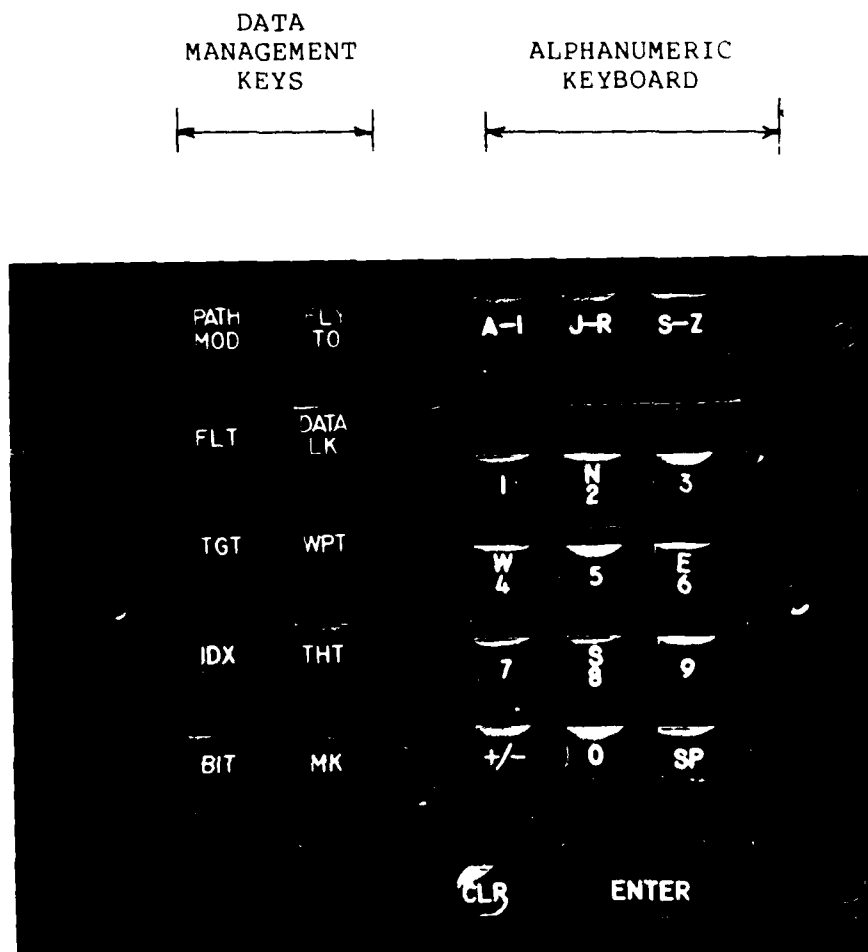 DATA
MANAGEMENT
KEYS
ALPHANUMERIC
KEYBOARD
PATH
MOD
FLY
TO
A-I
J-R
S-Z
FLT
DATA
LK
1
N
2
3
TGT
WPT
W
4
5
E
6
IDX
THT
7
S
8
9
BIT
MK
+/-
0
SP
CLR
ENTER